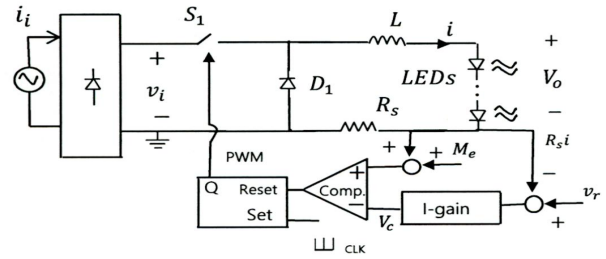 i_i
S_1
L
i
+
v_i
−
D_1
LEDs
+
V_o
−
R_s
R_s i
PWM
+
+
M_e
−
Q
Reset
Set
+
Comp.
−
V_c
I-gain
v_r
+
CLK